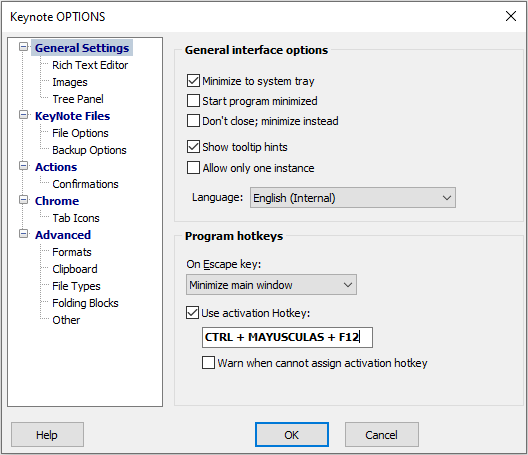 Keynote OPTIONS
General Settings
Rich Text Editor
Images
Tree Panel
KeyNote Files
File Options
Backup Options
Actions
Confirmations
Chrome
Tab Icons
Advanced
Formats
Clipboard
File Types
Folding Blocks
Other
General interface options
Minimize to system tray
Start program minimized
Don't close; minimize instead
Show tooltip hints
Allow only one instance
Language: English (Internal)
Program hotkeys
On Escape key:
Minimize main window
Use activation Hotkey:
CTRL + MAYUSCULAS + F12
Warn when cannot assign activation hotkey
Help OK Cancel